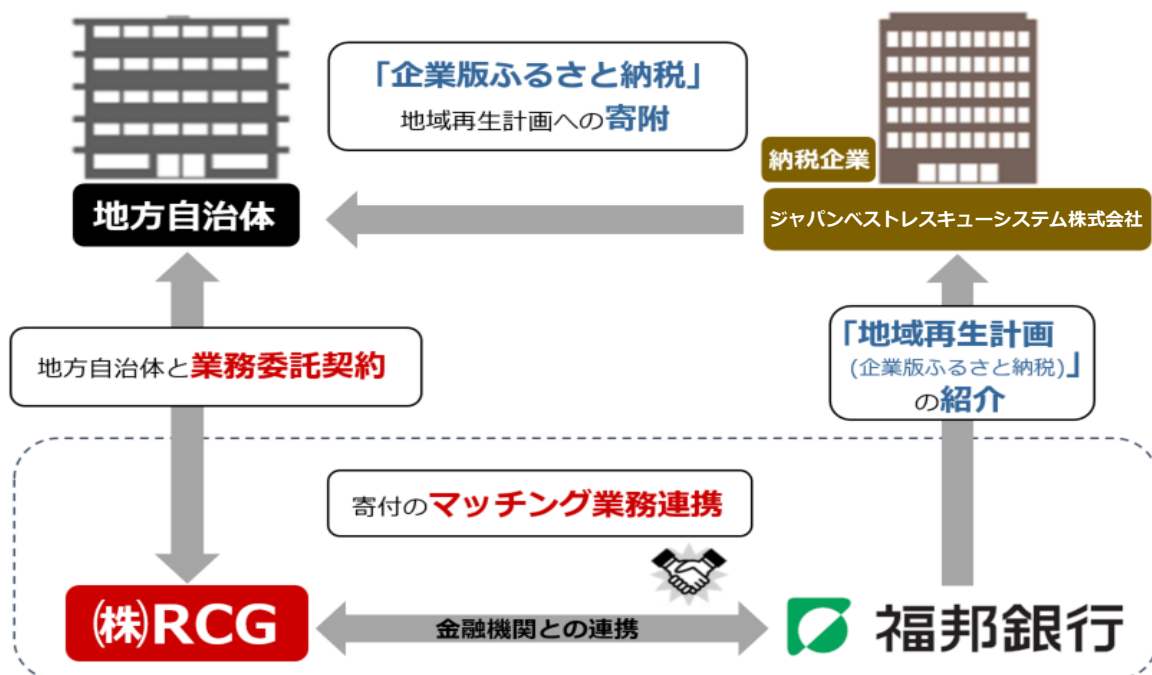 「企業版ふるさと納税」
地域再生計画への寄附
納税企業
地方自治体
ジャパンベストレスキューシステム株式会社
地方自治体と業務委託契約
「地域再生計画
(企業版ふるさと納税)」
の紹介
寄付のマッチング業務連携
㈱RCG
金融機関との連携
福邦銀行